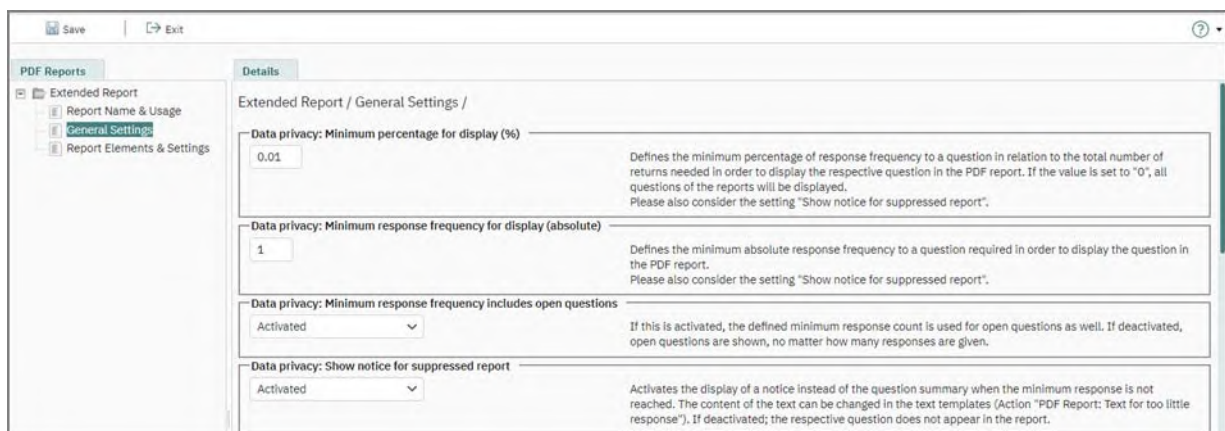 Save
Exit
PDF Reports
Extended Report
Report Name & Usage
General Settings
Report Elements & Settings
Details
Extended Report / General Settings /
Data privacy: Minimum percentage for display (%)
0.01
Defines the minimum percentage of response frequency to a question in relation to the total number of
returns needed in order to display the respective question in the PDF report. If the value is set to "0", all
questions of the reports will be displayed.
Please also consider the setting "Show notice for suppressed report".
Data privacy: Minimum response frequency for display (absolute)
1
Defines the minimum absolute response frequency to a question required in order to display the question in
the PDF report.
Please also consider the setting "Show notice for suppressed report".
Data privacy: Minimum response frequency includes open questions
Activated
If this is activated, the defined minimum response count is used for open questions as well. If deactivated,
open questions are shown, no matter how many responses are given.
Data privacy: Show notice for suppressed report
Activated
Activates the display of a notice instead of the question summary when the minimum response is not
reached. The content of the text can be changed in the text templates (Action "PDF Report: Text for too little
response"). If deactivated; the respective question does not appear in the report.